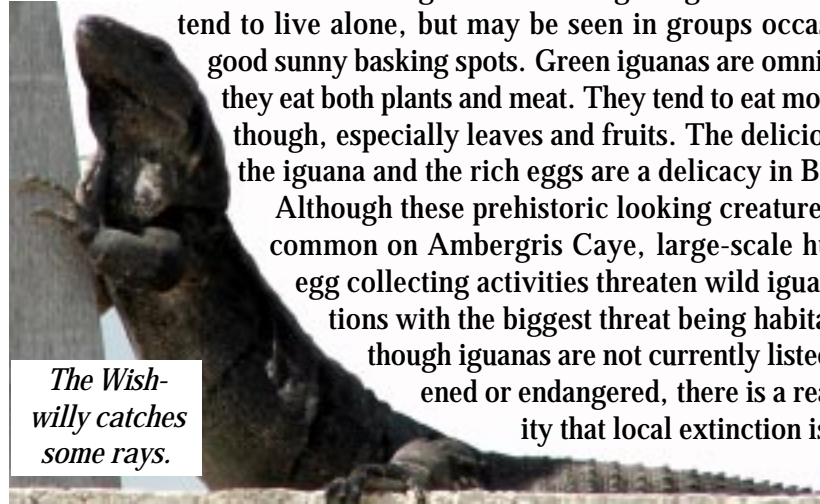 tend to live alone, but may be seen in groups occas
good sunny basking spots. Green iguanas are omni
they eat both plants and meat. They tend to eat mo
though, especially leaves and fruits. The delicio
the iguana and the rich eggs are a delicacy in B
Although these prehistoric looking creature
common on Ambergris Caye, large-scale hu
egg collecting activities threaten wild igua
tions with the biggest threat being habita
though iguanas are not currently liste
ened or endangered, there is a rea
ity that local extinction is
The Wish-
willy catches
some rays.